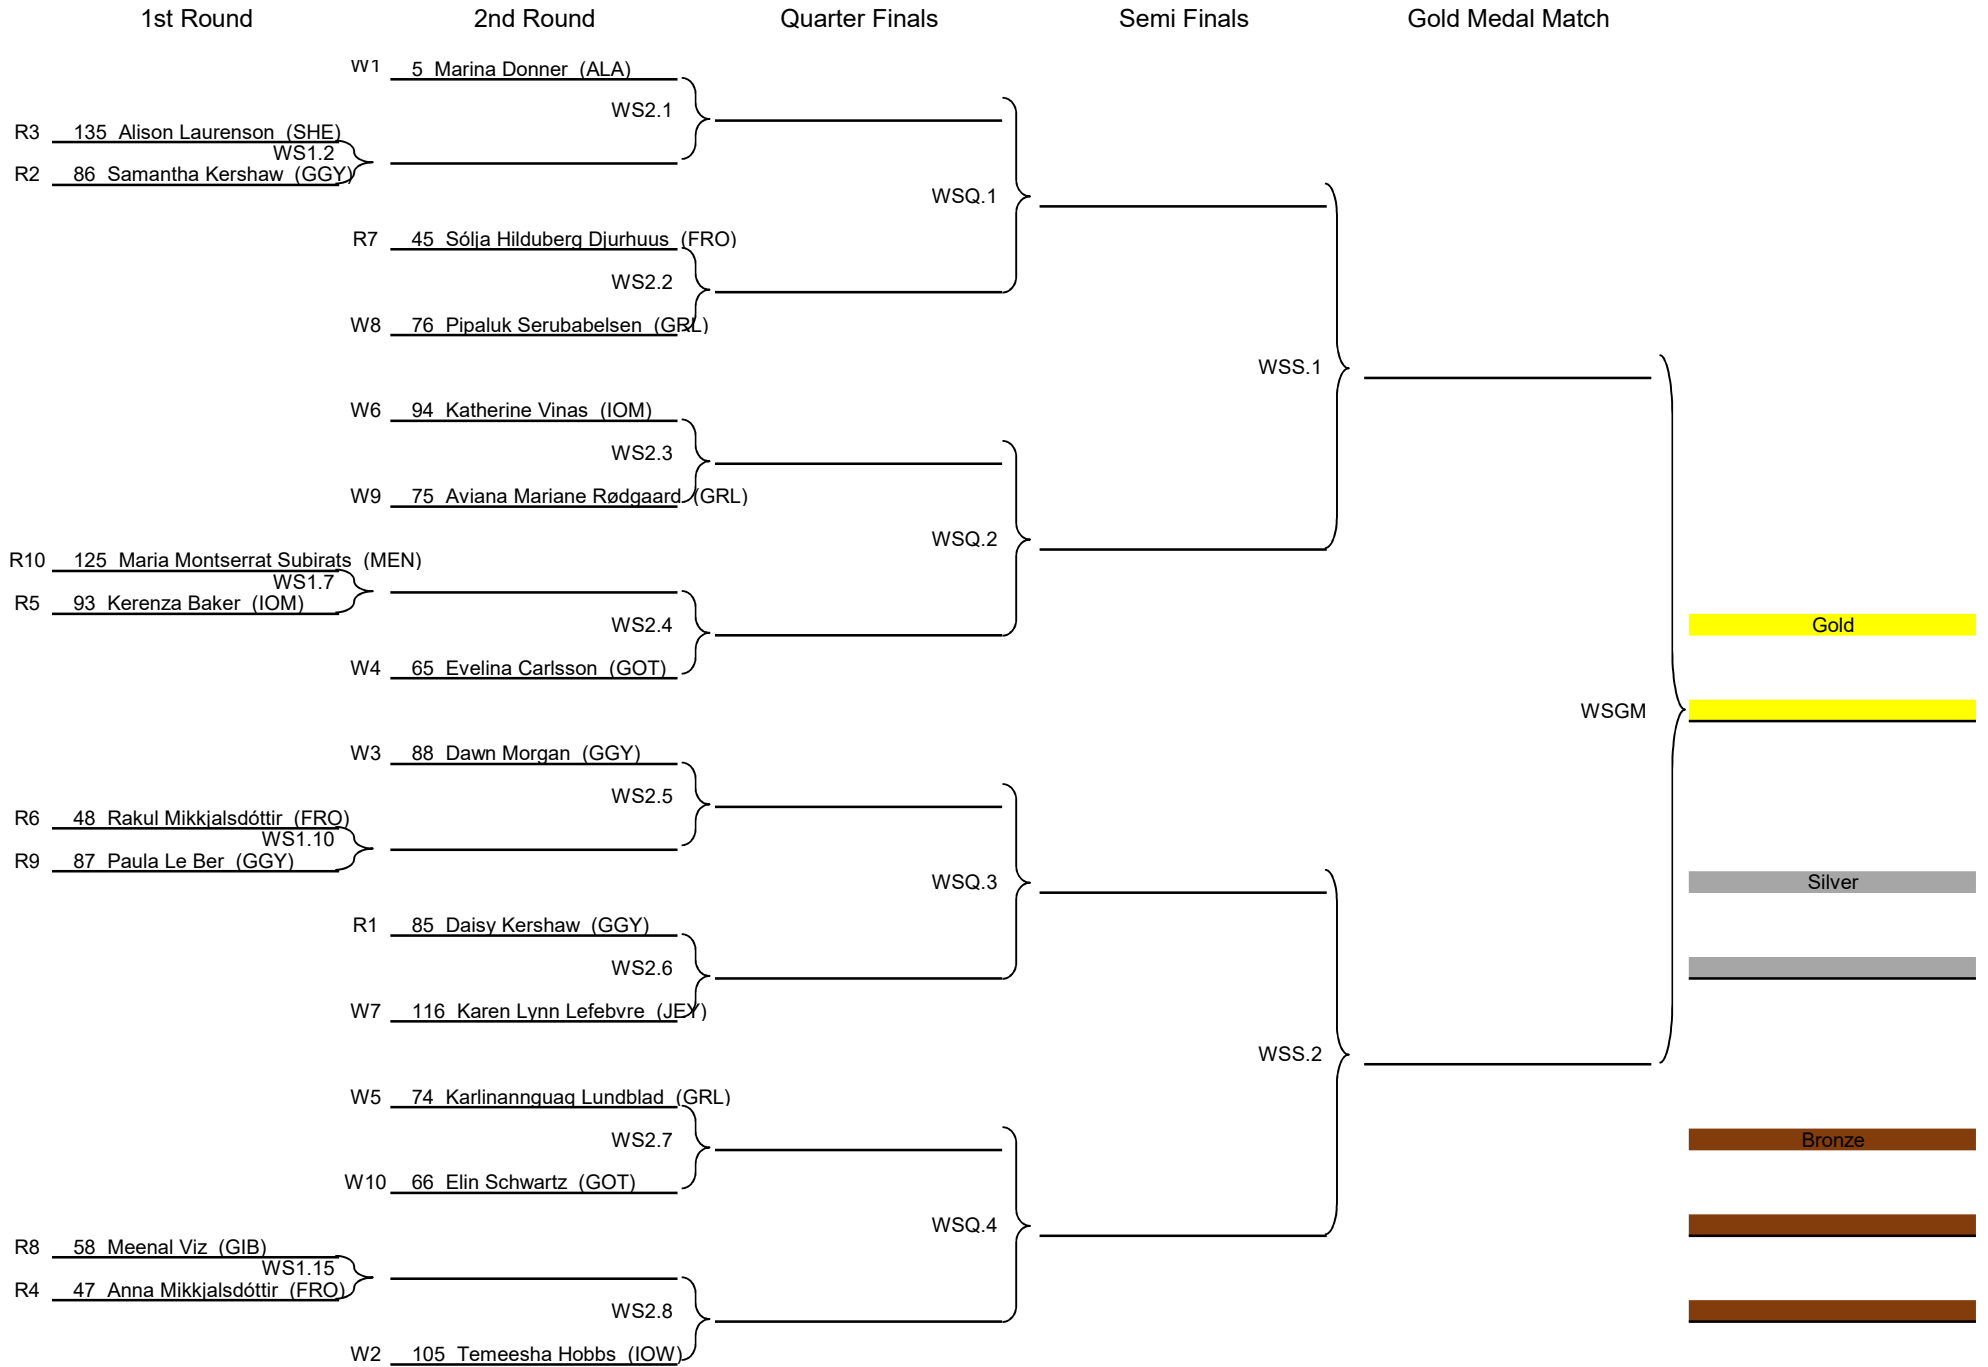 1st Round 2nd Round Quarter Finals Semi Finals Gold Medal Match
W1 5 Marina Donner (ALA)
WS2.1
R3 135 Alison Laurenson (SHE)
WS1.2
R2 86 Samantha Kershaw (GGY)
WSQ.1
R7 45 Sólja Hilduberg Djurhuus (FRO)
WS2.2
W8 76 Pipaluk Serubabelsen (GRL)
WSS.1
W6 94 Katherine Vinas (IOM)
WS2.3
W9 75 Aviana Mariane Rødgaard (GRL)
WSQ.2
R10 125 Maria Montserrat Subirats (MEN)
WS1.7
R5 93 Kerenza Baker (IOM)
WS2.4 Gold
W4 65 Evelina Carlsson (GOT)
WSGM
W3 88 Dawn Morgan (GGY)
WS2.5
R6 48 Rakul Mikkjalsdóttir (FRO)
WS1.10
R9 87 Paula Le Ber (GGY)
WSQ.3 Silver
R1 85 Daisy Kershaw (GGY)
WS2.6
W7 116 Karen Lynn Lefebvre (JEY)
WSS.2
W5 74 Karlinannguaq Lundblad (GRL)
WS2.7 Bronze
W10 66 Elin Schwartz (GOT)
WSQ.4
R8 58 Meenal Viz (GIB)
WS1.15
R4 47 Anna Mikkjalsdóttir (FRO)
WS2.8
W2 105 Temeesha Hobbs (IOW)